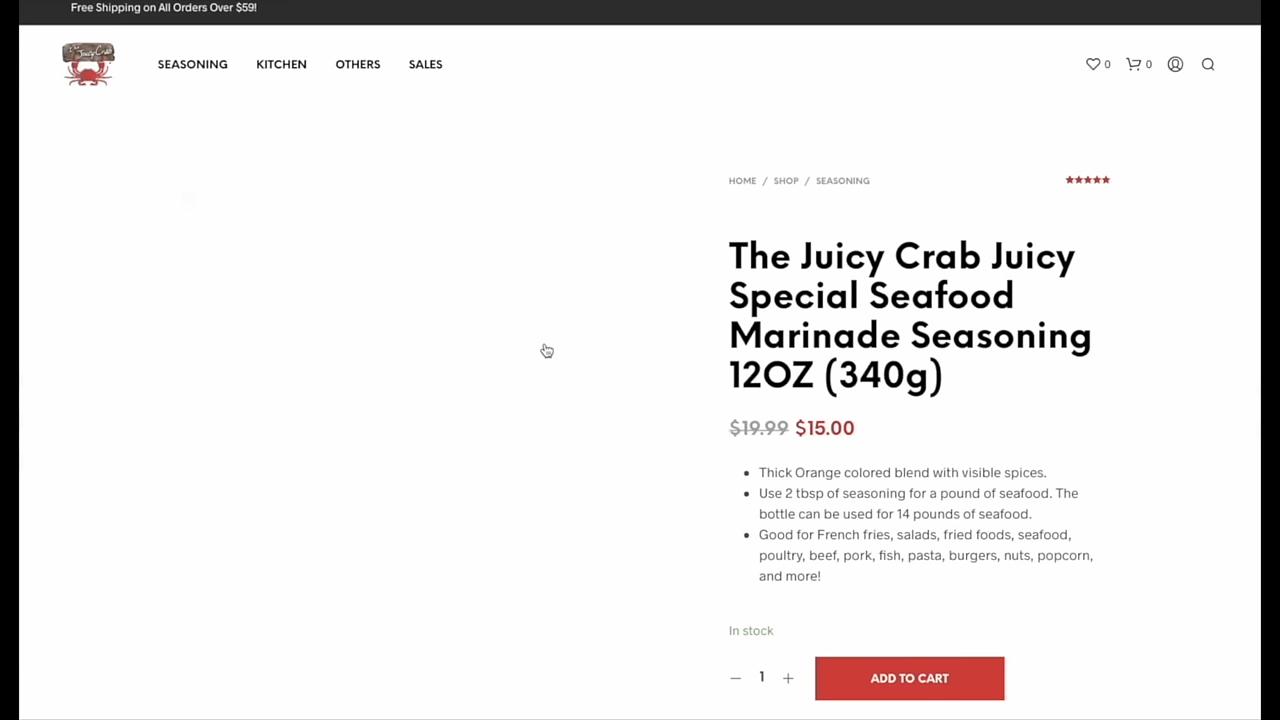 Free Shipping on All Orders Over $59!
The Juicy Crab
SEASONING KITCHEN OTHERS SALES
0 0
HOME / SHOP / SEASONING
The Juicy Crab Juicy
Special Seafood
Marinade Seasoning
12OZ (340g)
$19.99 $15.00
Thick Orange colored blend with visible spices.
Use 2 tbsp of seasoning for a pound of seafood. The
bottle can be used for 14 pounds of seafood.
Good for French fries, salads, fried foods, seafood,
poultry, beef, pork, fish, pasta, burgers, nuts, popcorn,
and more!
In stock
— 1 + ADD TO CART